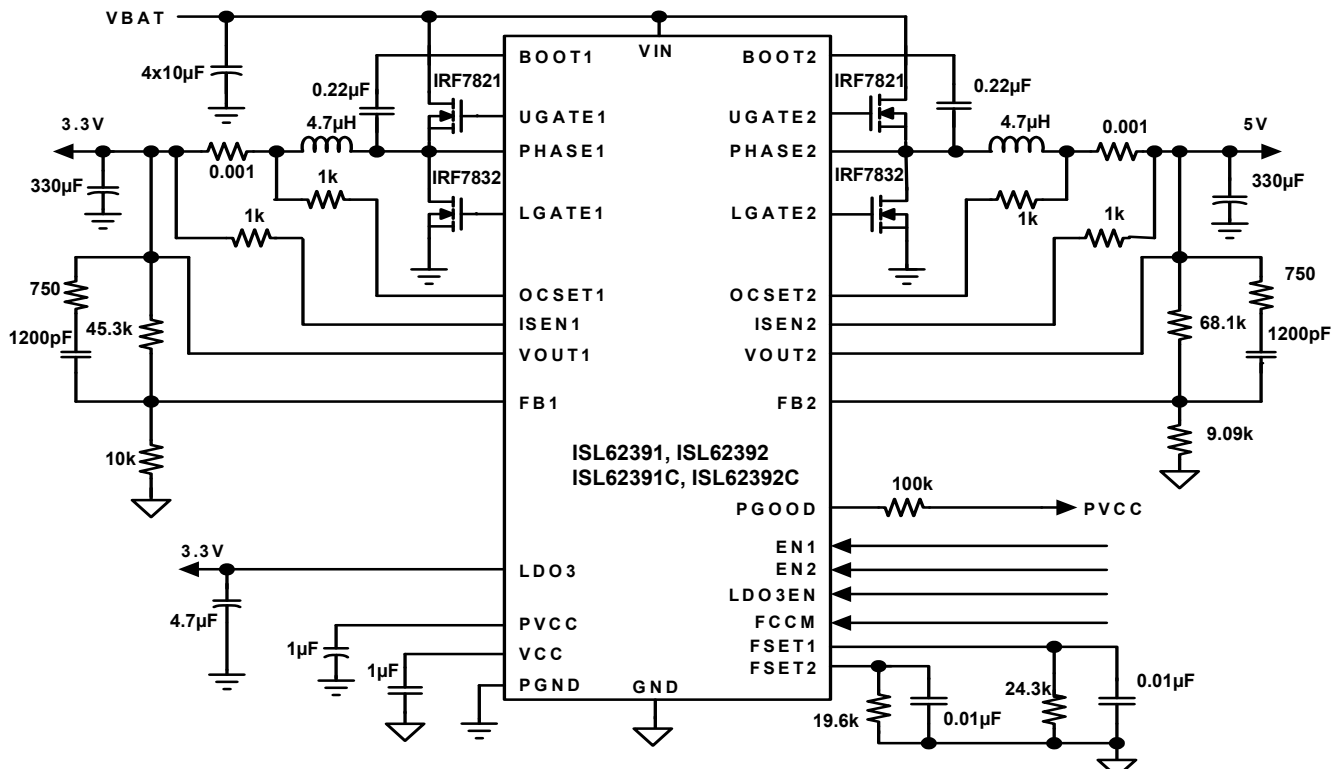 VBAT
4x10µF
3.3V
330µF
0.001
4.7µH
0.22µF
IRF7821
IRF7832
1k
1k
750
1200pF
45.3k
10k
3.3V
4.7µF
1µF
1µF
VIN
BOOT1
UGATE1
PHASE1
LGATE1
OCSET1
ISEN1
VOUT1
FB1
LDO3
PVCC
VCC
PGND
GND
ISL62391, ISL62392
ISL62391C, ISL62392C
BOOT2
UGATE2
PHASE2
LGATE2
OCSET2
ISEN2
VOUT2
FB2
PGOOD
EN1
EN2
LDO3EN
FCCM
FSET1
FSET2
IRF7821
0.22µF
4.7µH
0.001
5V
IRF7832
330µF
1k
1k
750
68.1k
1200pF
9.09k
100k
PVCC
19.6k
0.01µF
24.3k
0.01µF